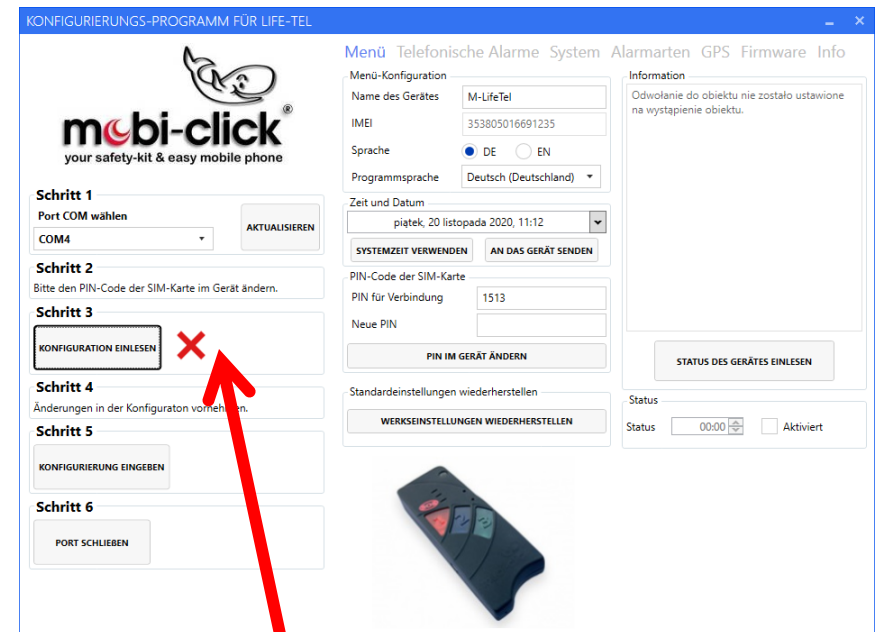 KONFIGURIERUNGS-PROGRAMM FÜR LIFE-TEL
mobi-click®
your safety-kit & easy mobile phone
Schritt 1
Port COM wählen
COM4
AKTUALISIEREN
Schritt 2
Bitte den PIN-Code der SIM-Karte im Gerät ändern.
Schritt 3
KONFIGURATION EINLESEN
Schritt 4
Änderungen in der Konfiguraton vornehmen.
Schritt 5
KONFIGURIERUNG EINGEBEN
Schritt 6
PORT SCHLIEßEN
Menü Telefonische Alarme System Alarmarten GPS Firmware Info
Menü-Konfiguration
Name des Gerätes M-LifeTel
IMEI 353805016691235
Sprache DE EN
Programmsprache Deutsch (Deutschland)
Zeit und Datum
piątek, 20 listopada 2020, 11:12
SYSTEMZEIT VERWENDEN AN DAS GERÄT SENDEN
PIN-Code der SIM-Karte
PIN für Verbindung 1513
Neue PIN
PIN IM GERÄT ÄNDERN
Standardeinstellungen wiederherstellen
WERKSEINSTELLUNGEN WIEDERHERSTELLEN
Information
Odwołanie do obiektu nie zostało ustawione
na wystąpienie obiektu.
STATUS DES GERÄTES EINLESEN
Status
Status 00:00 Aktiviert